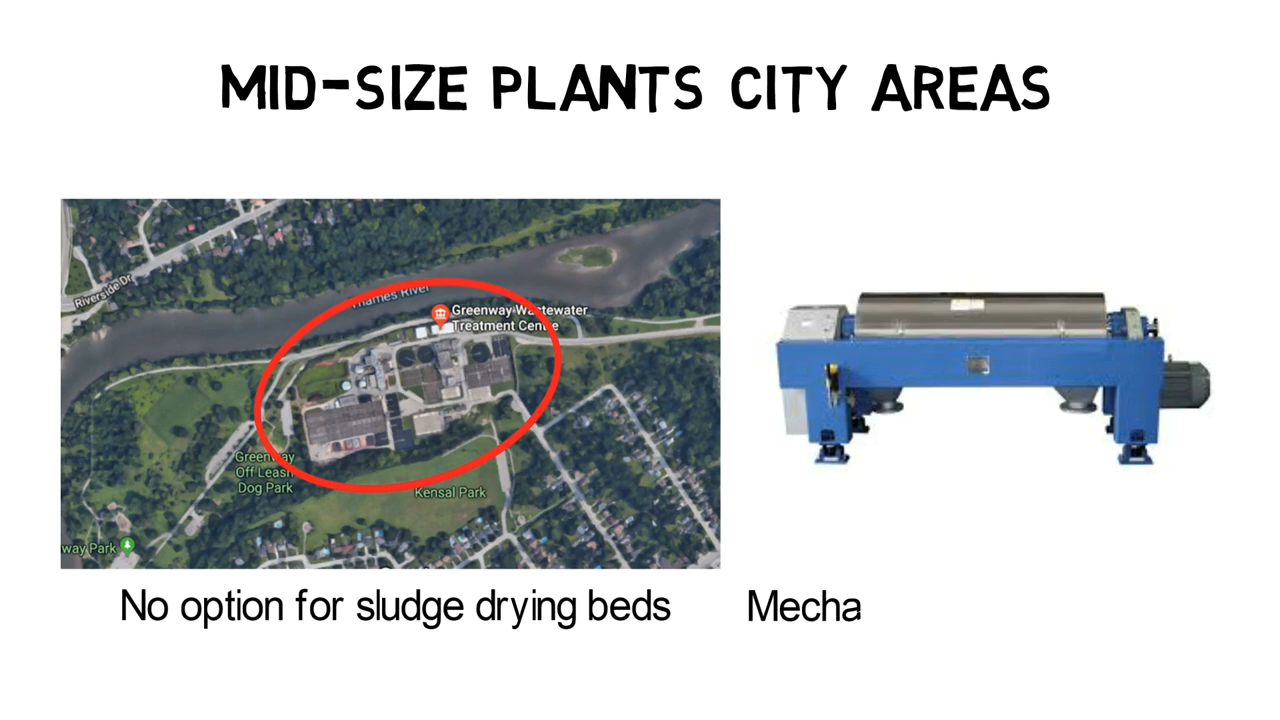 MID-SIZE PLANTS CITY AREAS
Riverside Dr
Thames River
Greenway Wastewater
Treatment Centre
Greenway
Off Leash
Dog Park
Kensal Park
way Park
No option for sludge drying beds
Mecha